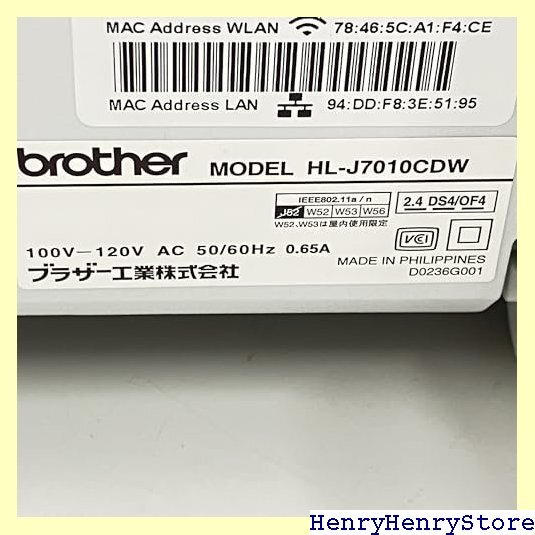 MAC Address WLAN 78:46:5C:A1:F4:CE
MAC Address LAN 94:DD:F8:3E:51:95
brother MODEL HL-J7010CDW
IEEE802.11a/n
J52 W52 W53 W56
2.4 DS4/OF4
W52、W53は屋内使用限定
100V—120V AC 50/60Hz 0.65A
VCI
MADE IN PHILIPPINES
ブラザー工業株式会社
D0236G001
HenryHenryStore